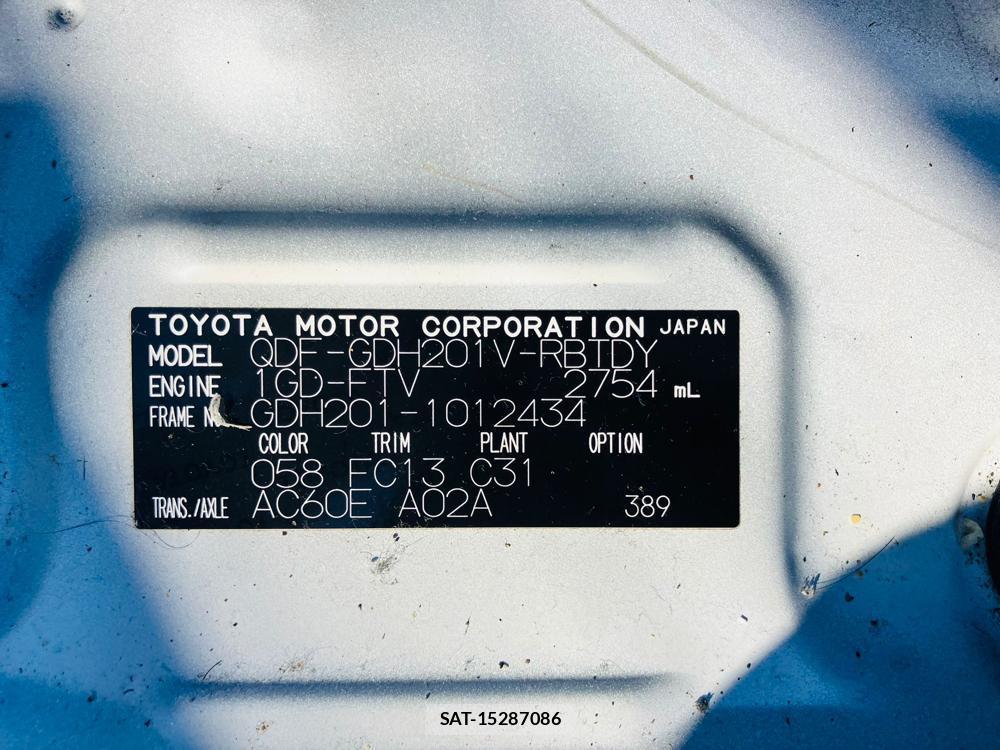 TOYOTA MOTOR CORPORATION JAPAN
MODEL QDF-GDH201V-RBTDY
ENGINE 1GD-FTV 2754 mL
FRAME NO. GDH201-1012434
COLOR TRIM PLANT OPTION
058 FC13 C31
TRANS./AXLE AC60E A02A 389
SAT-15287086